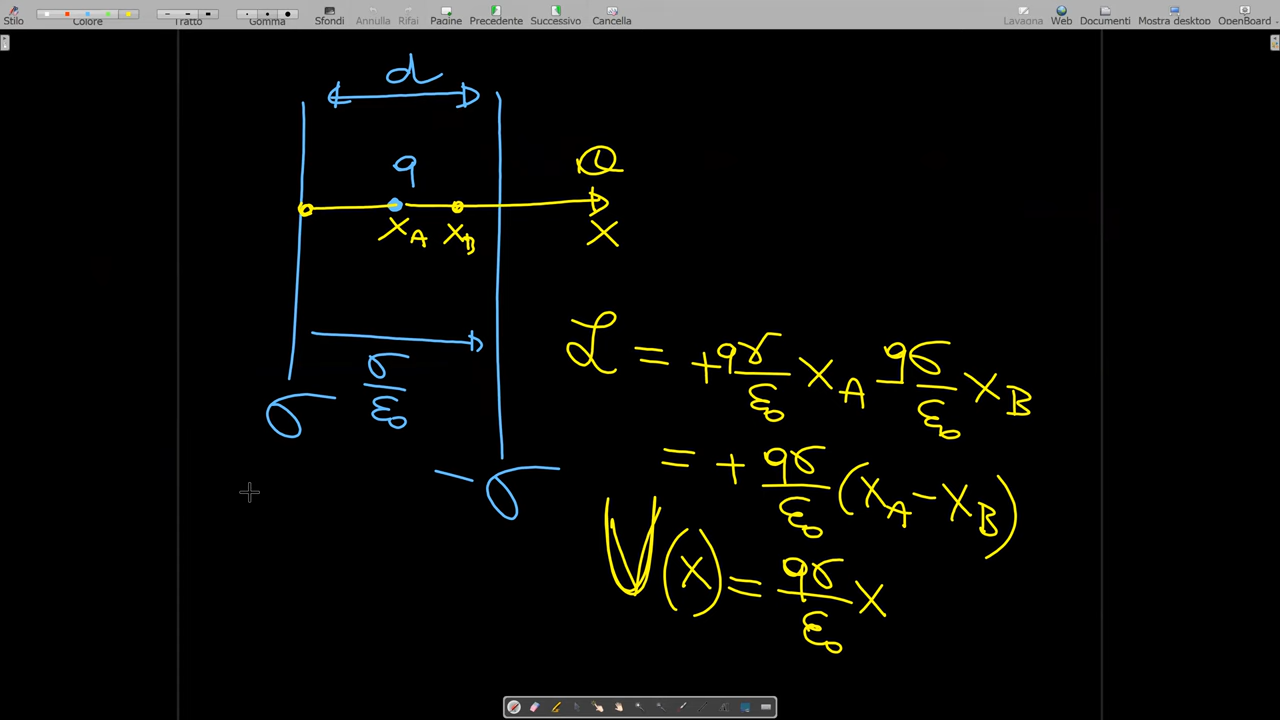 Stilo Colore Tratto Gomma Sfondi Annulla Rifai Pagine Precedente Successivo Cancella Lavagna Web Documenti Mostra desktop OpenBoard
d
q
X_A X_B
X
σ/ε₀
σ
-σ
ℒ = + qσ/ε₀ X_A - qσ/ε₀ X_B
= + qσ/ε₀ (X_A - X_B)
U(X) = qσ/ε₀ X